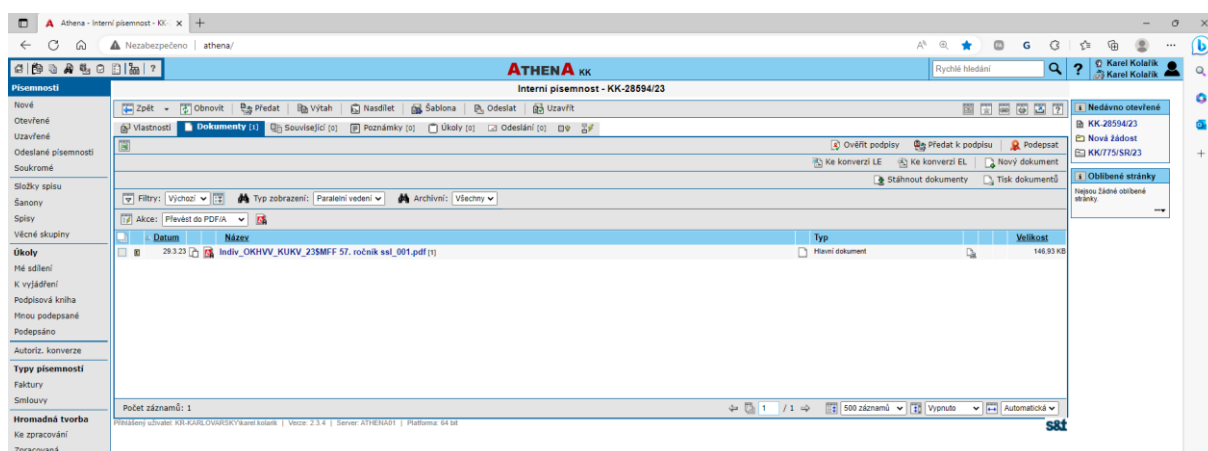 Athena - Interní písemnost - KK-
Nezabezpečeno | athena/
ATHENA KK
Rychlé hledání
Karel Kolařík
Karel Kolařík
Písemnosti
Interní písemnost - KK-28594/23
Nové
Otevřené
Uzavřené
Odeslané písemnosti
Soukromé
Složky spisu
Šanony
Spisy
Věcné skupiny
Úkoly
Mé sdílení
K vyjádření
Podpisová kniha
Mnou podepsané
Podepsáno
Autoriz. konverze
Typy písemností
Faktury
Smlouvy
Hromadná tvorba
Ke zpracování
Zpracovaná
Zpět Obnovit Předat Výtah Nasdílet Šablona Odeslat Uzavřít
Vlastnosti Dokumenty [1] Související [0] Poznámky [0] Úkoly [0] Odeslání [0]
Ověřit podpisy Předat k podpisu Podepsat
Ke konverzi LE Ke konverzi EL Nový dokument
Stáhnout dokumenty Tisk dokumentů
Filtry: Výchozí Typ zobrazení: Paralelní vedení Archivní: Všechny
Akce: Převést do PDF/A
Datum Název Typ Velikost
29.3.23 Indiv_OKHVV_KUKV_23$MFF 57. ročník ssl_001.pdf [1] Hlavní dokument 146,93 KB
Počet záznamů: 1
1 / 1 500 záznamů Vypnuto Automatická
Přihlášený uživatel: KR-KARLOVARSKY\karel.kolarik | Verze: 2.3.4 | Server: ATHENA01 | Platforma: 64 bit
s&t
Nedávno otevřené
KK-28594/23
Nová žádost
KK/775/SR/23
Oblíbené stránky
Nejsou žádné oblíbené
stránky.